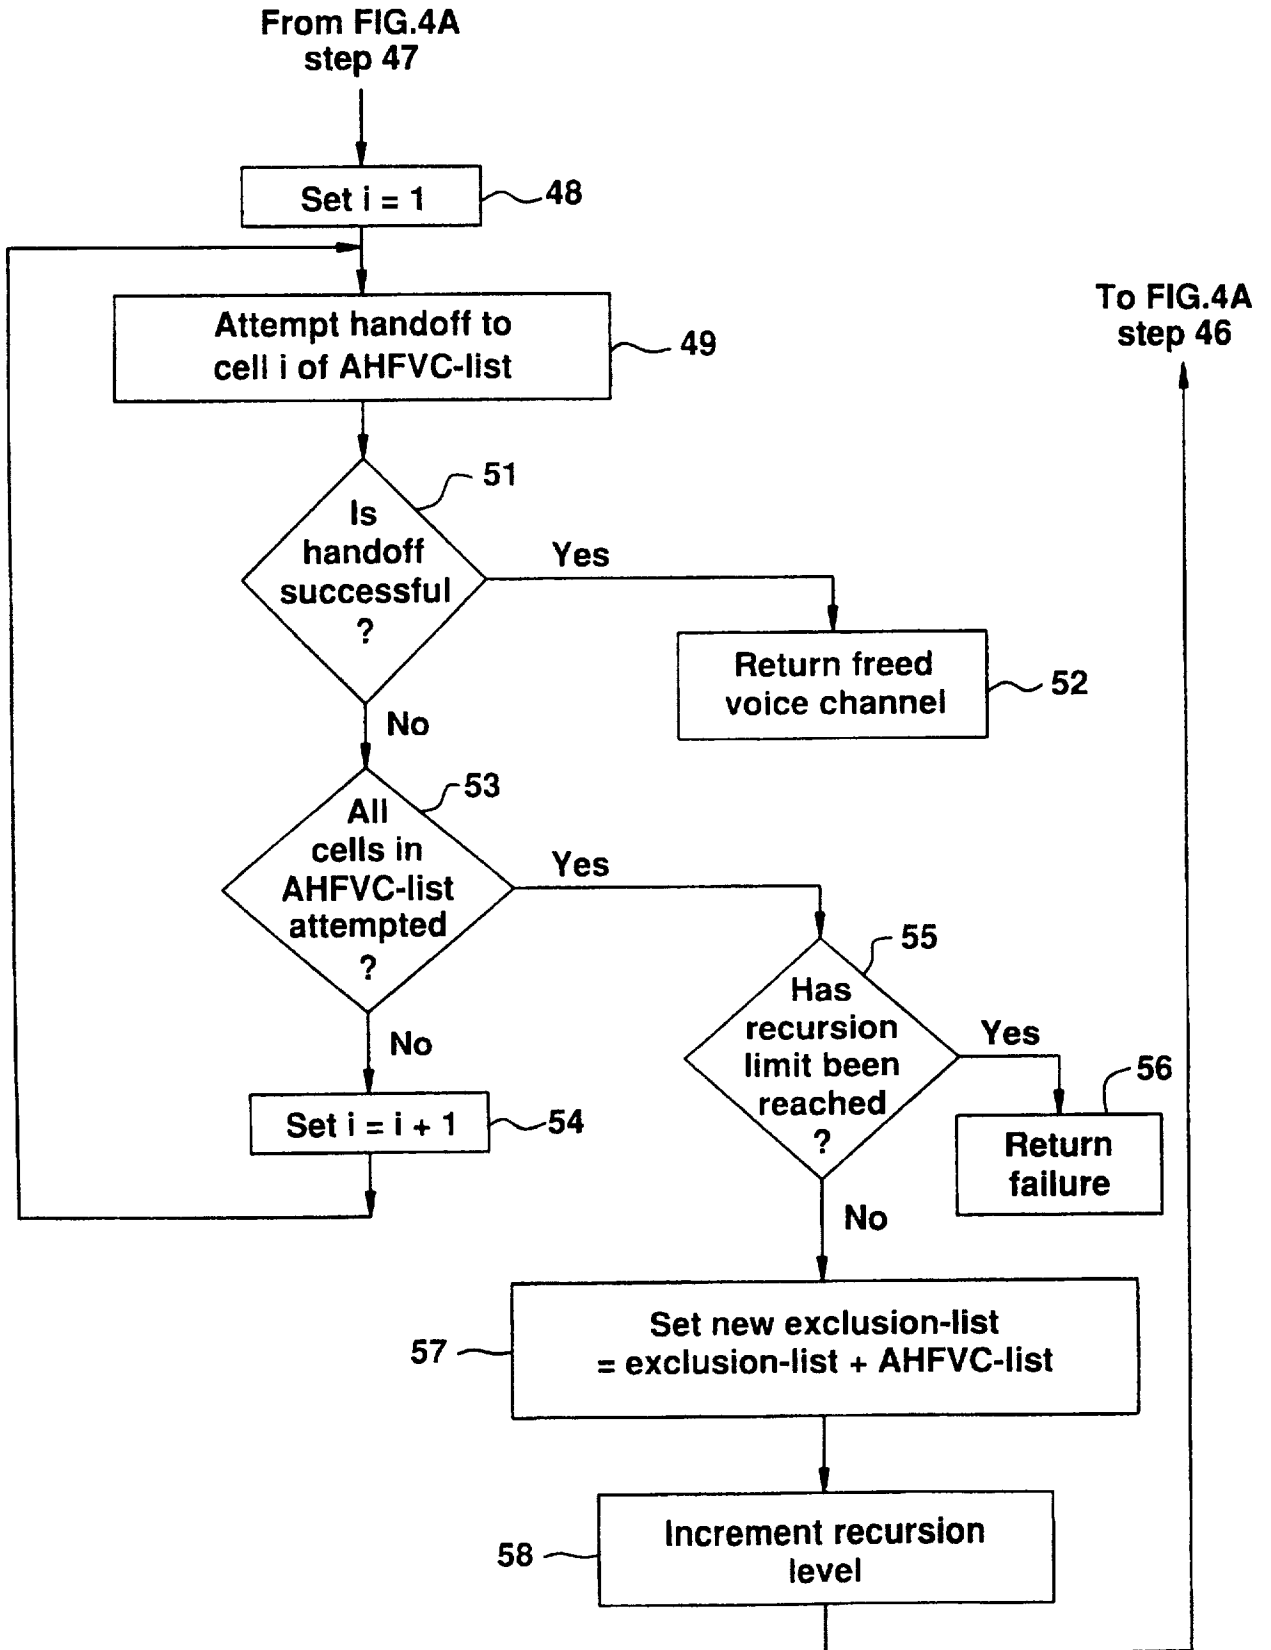 From FIG.4A
step 47
Set i = 1
48
To FIG.4A
step 46
Attempt handoff to
cell i of AHFVC-list
49
51
Is
handoff
successful
?
Yes
Return freed
voice channel
52
No
53
All
cells in
AHFVC-list
attempted
?
Yes
55
Has
recursion
limit been
reached
?
Yes
56
Return
failure
No
Set i = i + 1
54
No
57
Set new exclusion-list
= exclusion-list + AHFVC-list
58
Increment recursion
level